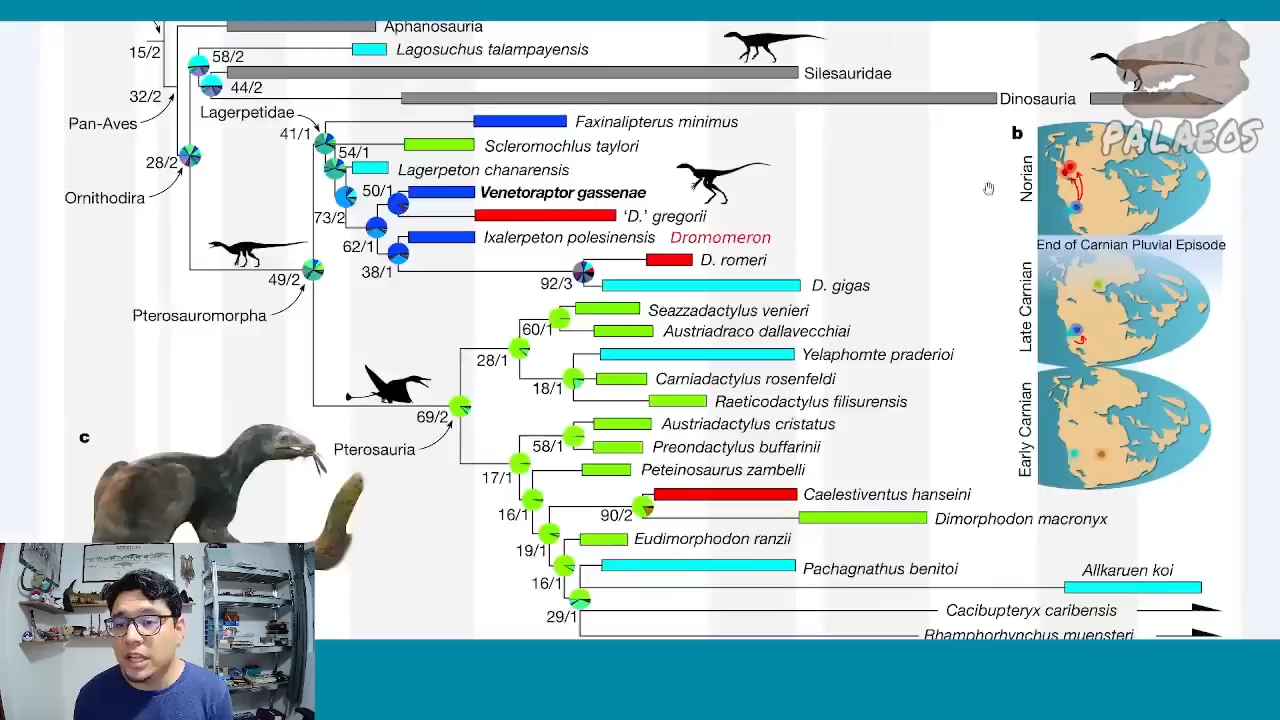 Aphanosauria
15/2
58/2
Lagosuchus talampayensis
Silesauridae
44/2
32/2
Dinosauria
Pan-Aves
Lagerpetidae
41/1
Faxinalipterus minimus
54/1
Scleromochlus taylori
Lagerpeton chanarensis
28/2
50/1
Venetoraptor gassenae
Ornithodira
73/2
‘D.’ gregorii
62/1
Ixalerpeton polesinensis
Dromomeron
38/1
D. romeri
49/2
92/3
D. gigas
Pterosauromorpha
Seazzadactylus venieri
60/1
Austriadraco dallavecchiai
28/1
Yelaphomte praderioi
18/1
Carniadactylus rosenfeldi
Raeticodactylus filisurensis
69/2
Austriadactylus cristatus
Pterosauria
58/1
Preondactylus buffarinii
17/1
Peteinosaurus zambelli
16/1
Caelestiventus hanseini
90/2
Dimorphodon macronyx
19/1
Eudimorphodon ranzii
16/1
Pachagnathus benitoi
Allkaruen koi
29/1
Cacibupteryx caribensis
Rhamphorhynchus muensteri
PALAEOS
b
Norian
End of Carnian Pluvial Episode
Late Carnian
Early Carnian
c